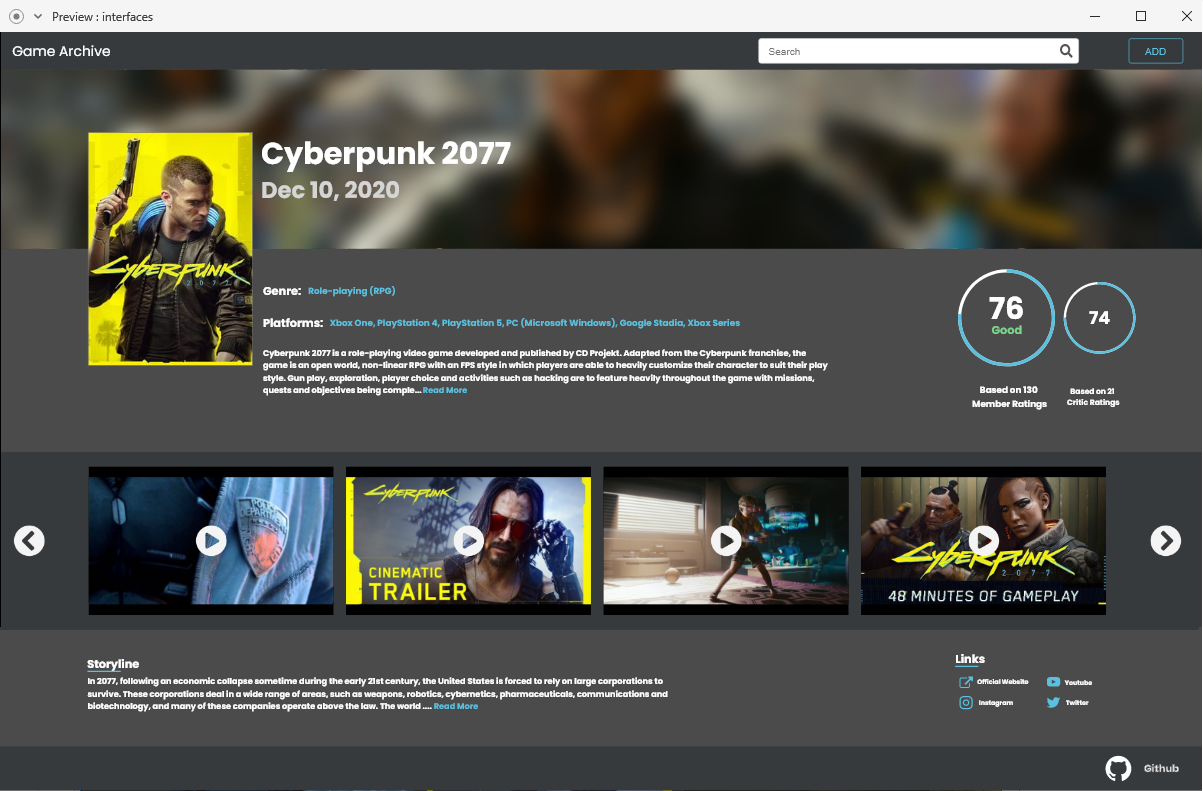 Preview : interfaces
Game Archive
Search
ADD
Cyberpunk 2077
Dec 10, 2020
CYBERPUNK
2077
Genre: Role-playing (RPG)
Platforms: Xbox One, PlayStation 4, PlayStation 5, PC (Microsoft Windows), Google Stadia, Xbox Series
Cyberpunk 2077 is a role-playing video game developed and published by CD Projekt. Adapted from the Cyberpunk franchise, the
game is an open world, non-linear RPG with an FPS style in which players are able to heavily customize their character to suit their play
style. Gun play, exploration, player choice and activities such as hacking are to feature heavily throughout the game with missions,
quests and objectives being comple... Read More
76
Good
Based on 130
Member Ratings
74
Based on 21
Critic Ratings
POLICE
CYBERPUNK
CINEMATIC
TRAILER
CYBERPUNK
2077
48 MINUTES OF GAMEPLAY
Storyline
In 2077, following an economic collapse sometime during the early 21st century, the United States is forced to rely on large corporations to
survive. These corporations deal in a wide range of areas, such as weapons, robotics, cybernetics, pharmaceuticals, communications and
biotechnology, and many of these companies operate above the law. The world .... Read More
Links
Official Website
Youtube
Instagram
Twitter
Github